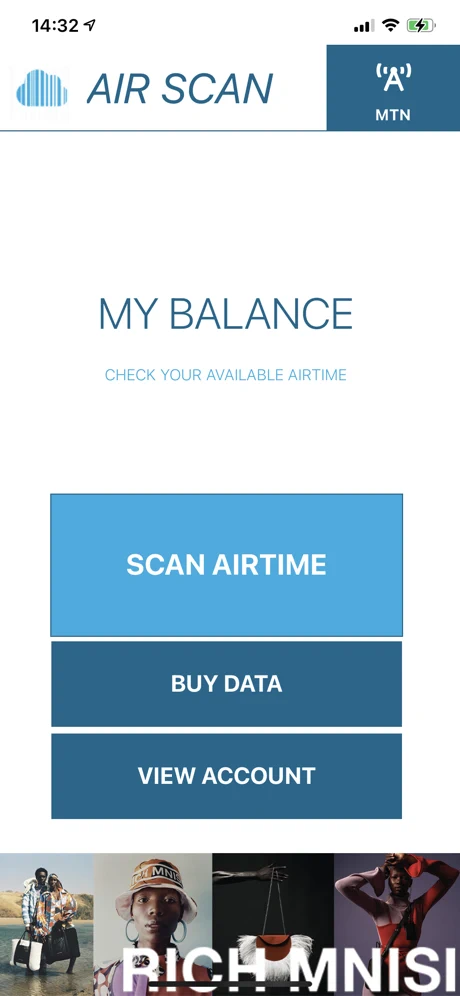 14:32
AIR SCAN
MTN
MY BALANCE
CHECK YOUR AVAILABLE AIRTIME
SCAN AIRTIME
BUY DATA
VIEW ACCOUNT
MNIS
RICH MNISI